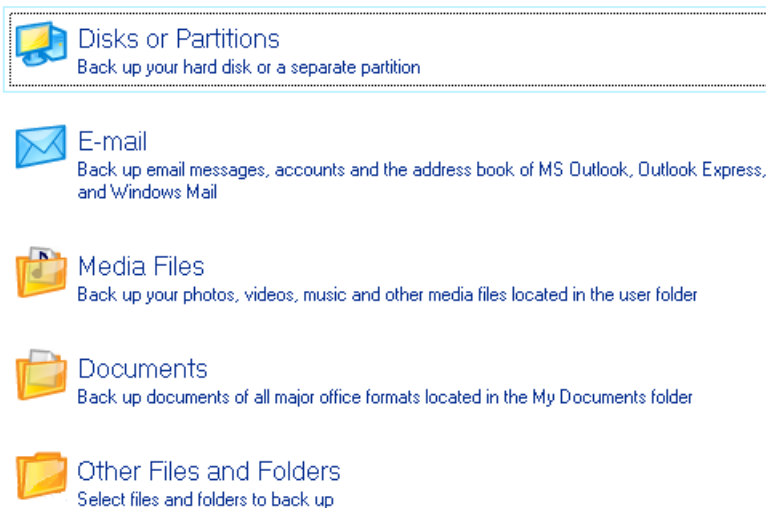 Disks or Partitions
Back up your hard disk or a separate partition
E-mail
Back up email messages, accounts and the address book of MS Outlook, Outlook Express,
and Windows Mail
Media Files
Back up your photos, videos, music and other media files located in the user folder
Documents
Back up documents of all major office formats located in the My Documents folder
Other Files and Folders
Select files and folders to back up